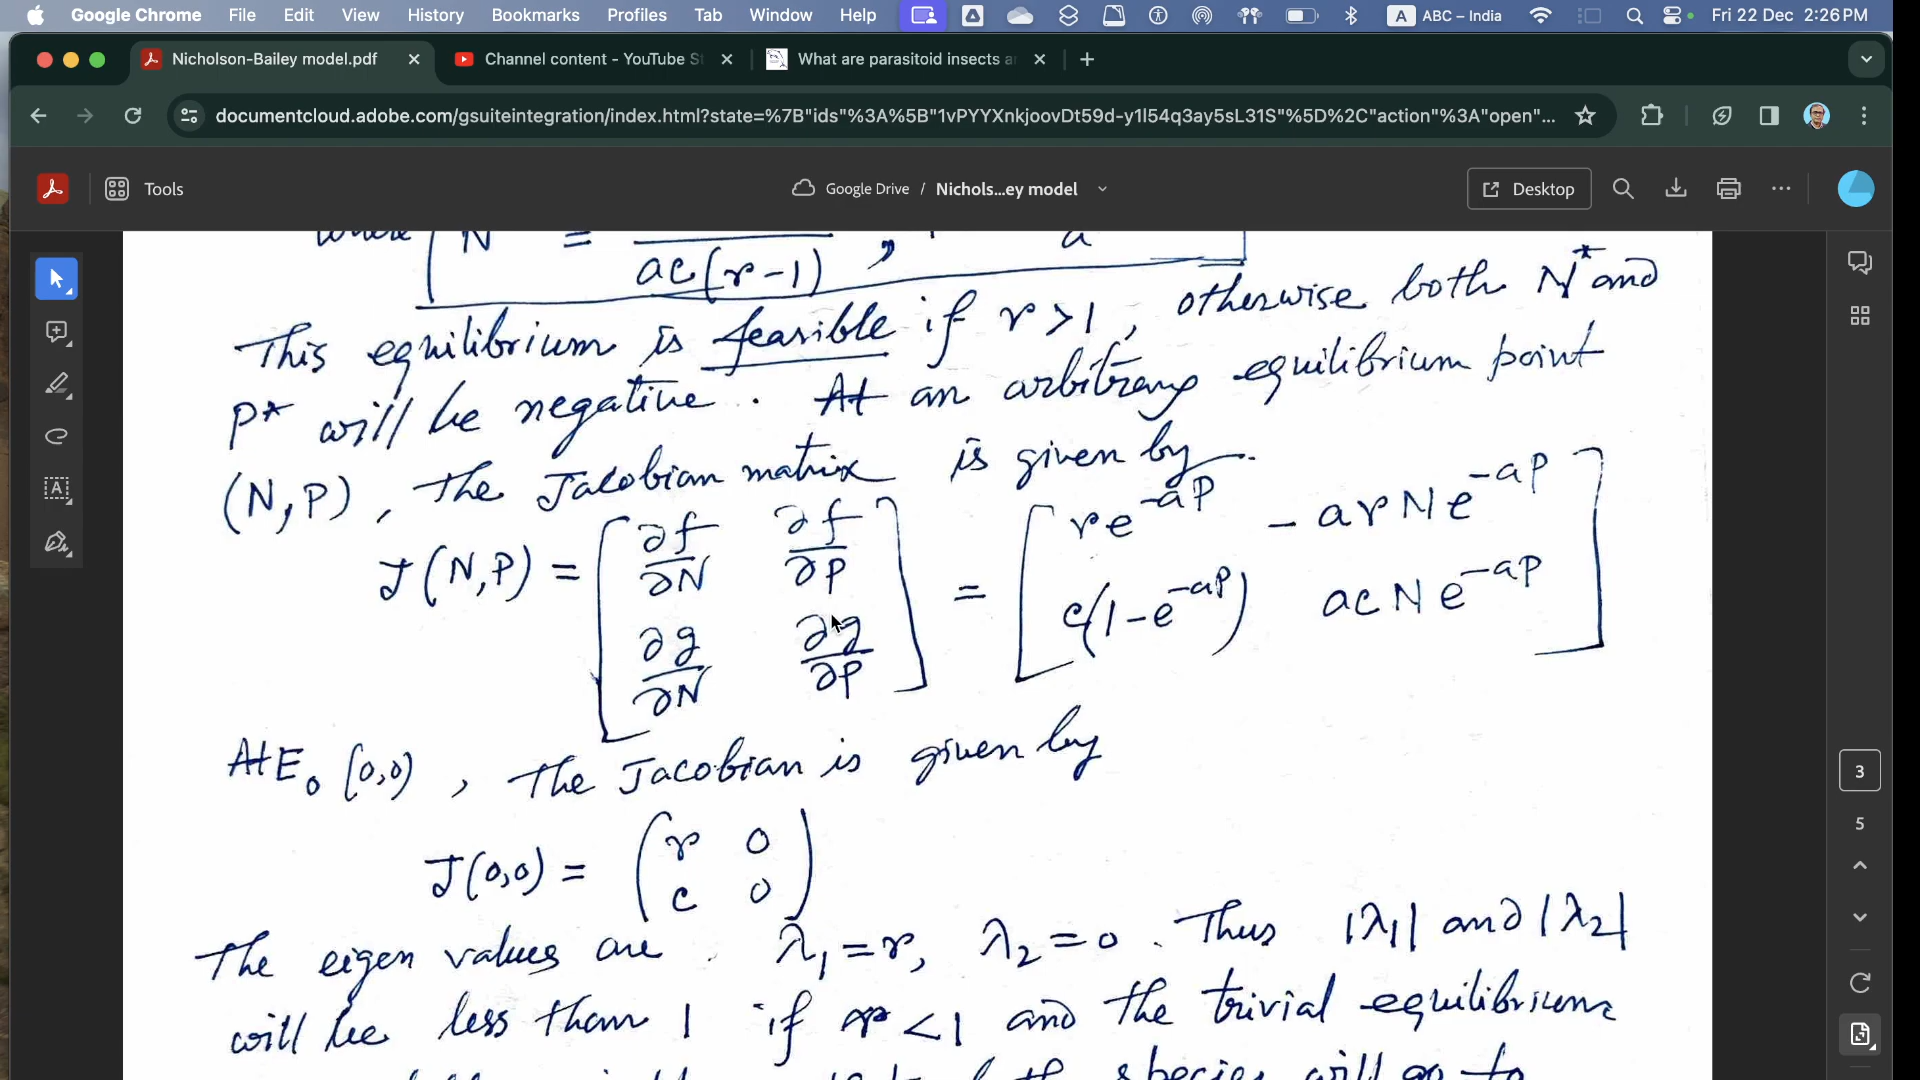 Google Chrome File Edit View History Bookmarks Profiles Tab Window Help A ABC – India Fri 22 Dec 2:26 PM
Nicholson-Bailey model.pdf × Channel content - YouTube S × What are parasitoid insects a × +
documentcloud.adobe.com/gsuiteintegration/index.html?state=%7B"ids"%3A%5B"1vPYYXnkjoovDt59d-y1l54q3ay5sL31S"%5D%2C"action"%3A"open"...
Tools Google Drive / Nichols...ey model Desktop
where N = , a
ac(r-1)
This equilibrium is feasible if r > 1, otherwise both N* and
P* will be negative. At an arbitrary equilibrium point
(N,P), the Jacobian matrix is given by
J(N,P) = [∂f/∂N ∂f/∂P = [re^-aP - arNe^-aP
∂g/∂N ∂g/∂P] c(1-e^-aP) acNe^-aP]
At E₀ (0,0), the Jacobian is given by
J(0,0) = (r 0
c 0)
The eigen values are λ₁ = r, λ₂ = 0. Thus |λ₁| and |λ₂|
will be less than 1 if r < 1 and the trivial equilibrium
species will go to
3
5